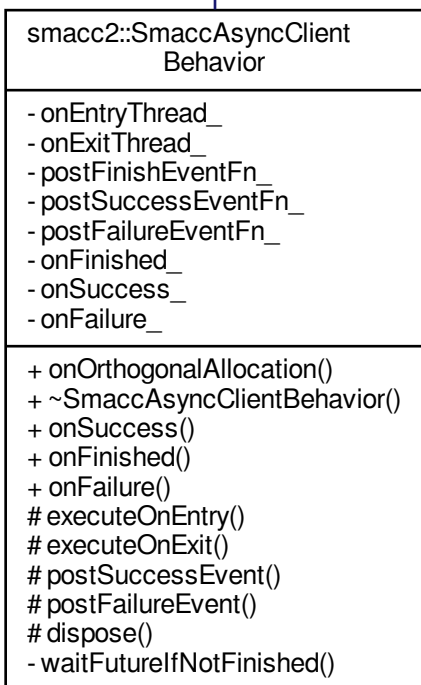 smacc2::SmaccAsyncClient
Behavior
- onEntryThread_
- onExitThread_
- postFinishEventFn_
- postSuccessEventFn_
- postFailureEventFn_
- onFinished_
- onSuccess_
- onFailure_
+ onOrthogonalAllocation()
+ ~SmaccAsyncClientBehavior()
+ onSuccess()
+ onFinished()
+ onFailure()
# executeOnEntry()
# executeOnExit()
# postSuccessEvent()
# postFailureEvent()
# dispose()
- waitFutureIfNotFinished()